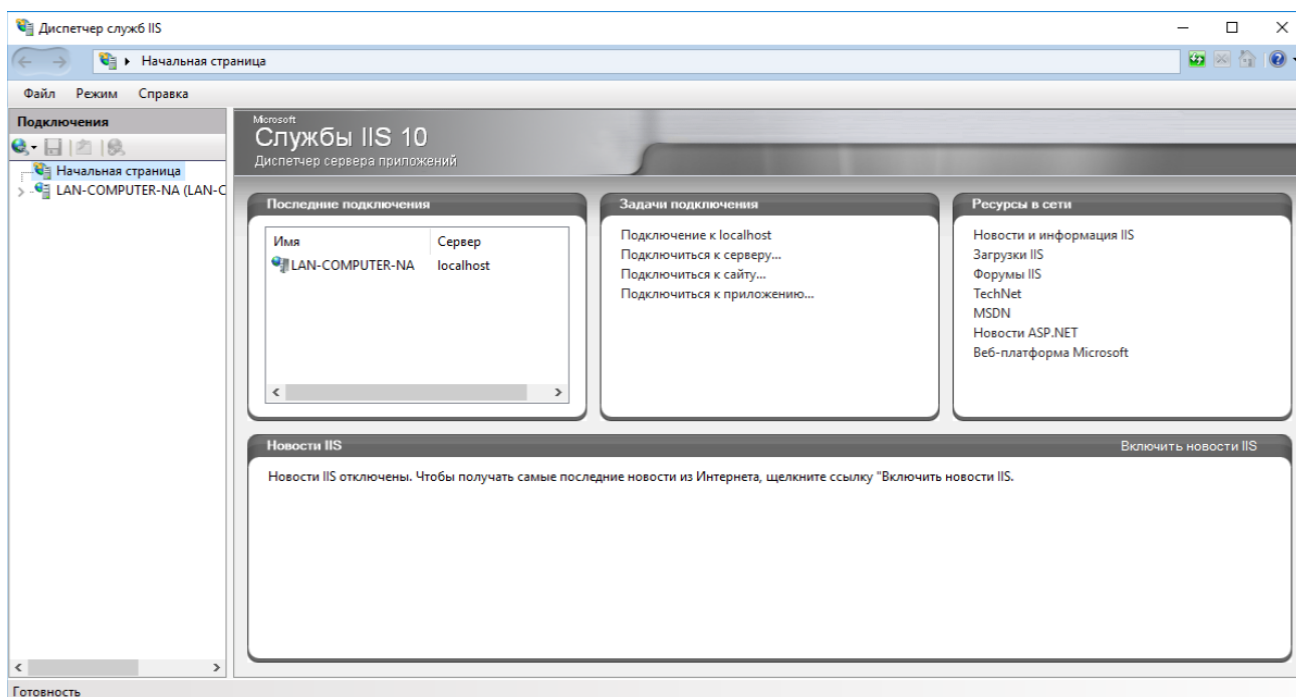 Диспетчер служб IIS
Начальная страница
Файл Режим Справка
Подключения
Начальная страница
LAN-COMPUTER-NA (LAN-C
Microsoft
Службы IIS 10
Диспетчер сервера приложений
Последние подключения
Имя Сервер
LAN-COMPUTER-NA localhost
Задачи подключения
Подключение к localhost
Подключиться к серверу...
Подключиться к сайту...
Подключиться к приложению...
Ресурсы в сети
Новости и информация IIS
Загрузки IIS
Форумы IIS
TechNet
MSDN
Новости ASP.NET
Веб-платформа Microsoft
Новости IIS Включить новости IIS
Новости IIS отключены. Чтобы получать самые последние новости из Интернета, щелкните ссылку "Включить новости IIS.
Готовность